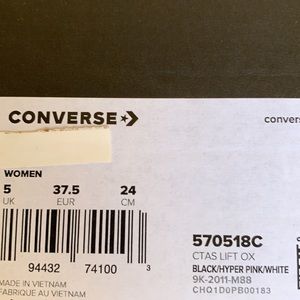 CONVERSE
convers
WOMEN
5 37.5 24
UK EUR CM
94432 74100 3
570518C
CTAS LIFT OX
BLACK/HYPER PINK/WHITE
9K-2011-M88
CHQ1D0PB00183
MADE IN VIETNAM
FABRIQUÉ AU VIETNAM